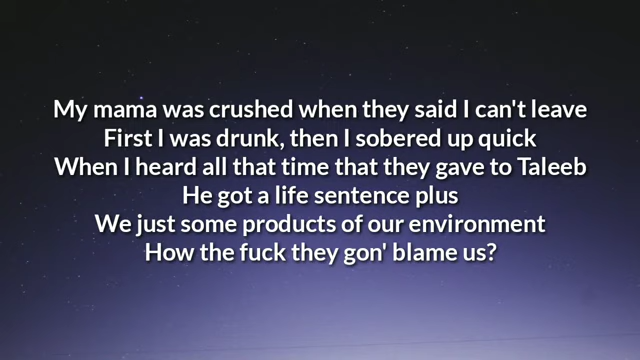 My mama was crushed when they said I can't leave
First I was drunk, then I sobered up quick
When I heard all that time that they gave to Taleeb
He got a life sentence plus
We just some products of our environment
How the fuck they gon' blame us?